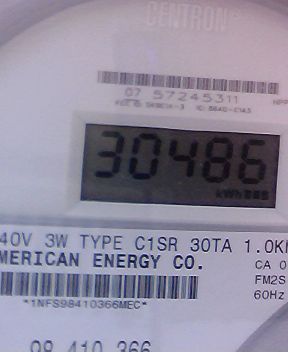 CENTRON®
07 57245311
30486
kWh
40V 3W TYPE C1SR 30TA 1.0K
MERICAN ENERGY CO.
CA 0
FM2S
60Hz
*1NFS98410366MEC*
98 410 366